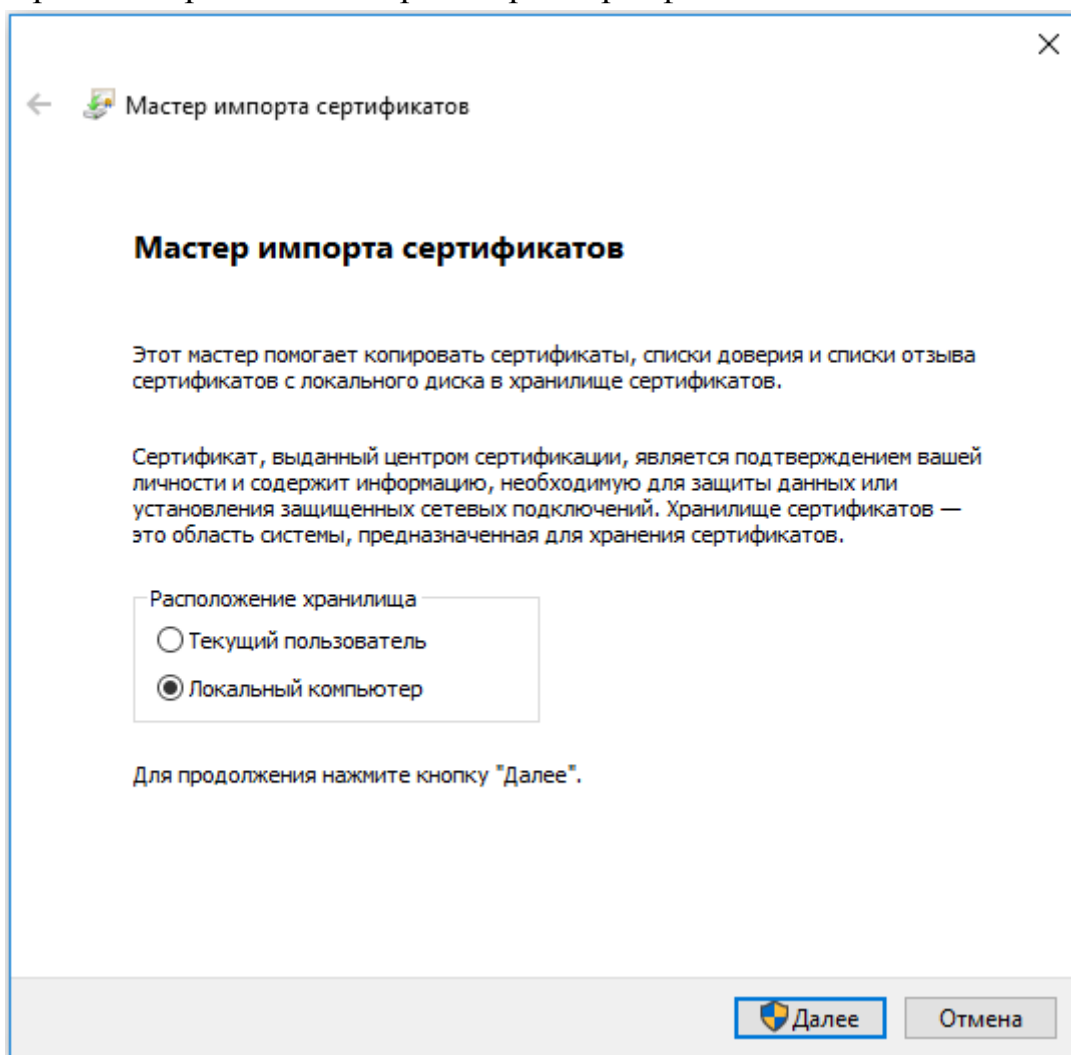 Мастер импорта сертификатов
Мастер импорта сертификатов
Этот мастер помогает копировать сертификаты, списки доверия и списки отзыва
сертификатов с локального диска в хранилище сертификатов.
Сертификат, выданный центром сертификации, является подтверждением вашей
личности и содержит информацию, необходимую для защиты данных или
установления защищенных сетевых подключений. Хранилище сертификатов —
это область системы, предназначенная для хранения сертификатов.
Расположение хранилища
Текущий пользователь
Локальный компьютер
Для продолжения нажмите кнопку "Далее".
Далее
Отмена